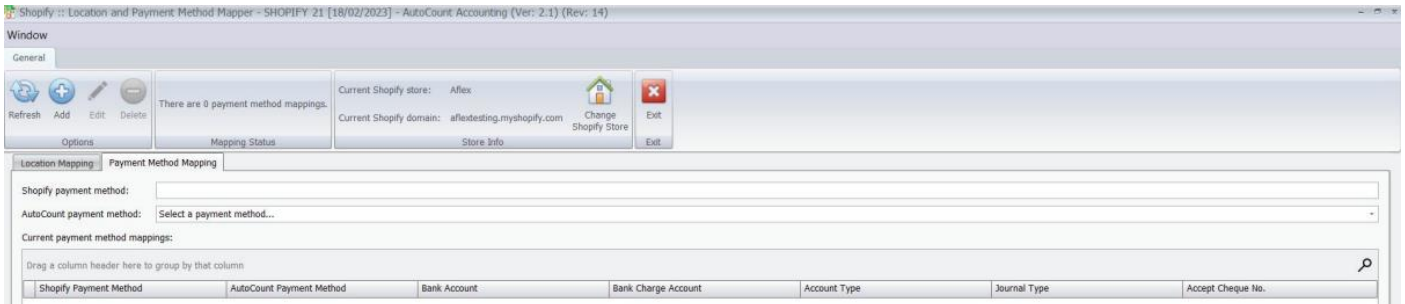 Shopify :: Location and Payment Method Mapper - SHOPIFY 21 [18/02/2023] - AutoCount Accounting (Ver: 2.1) (Rev: 14)
Window
General
Refresh Add Edit Delete
Options
There are 0 payment method mappings.
Mapping Status
Current Shopify store: Aflex
Current Shopify domain: aflextesting.myshopify.com
Change
Shopify Store
Store Info
Exit
Exit
Location Mapping Payment Method Mapping
Shopify payment method:
AutoCount payment method: Select a payment method...
Current payment method mappings:
Drag a column header here to group by that column
Shopify Payment Method AutoCount Payment Method Bank Account Bank Charge Account Account Type Journal Type Accept Cheque No.